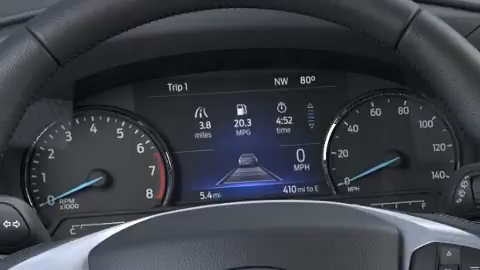 Trip 1 NW 80°
3.8 20.3 4:52
miles MPG time
0
MPH
5.4 mi 410 mi to E
0 1 2 3 4 5 6 7 8
RPM
x1000
0 20 40 60 80 100 120 140
MPH
C
F